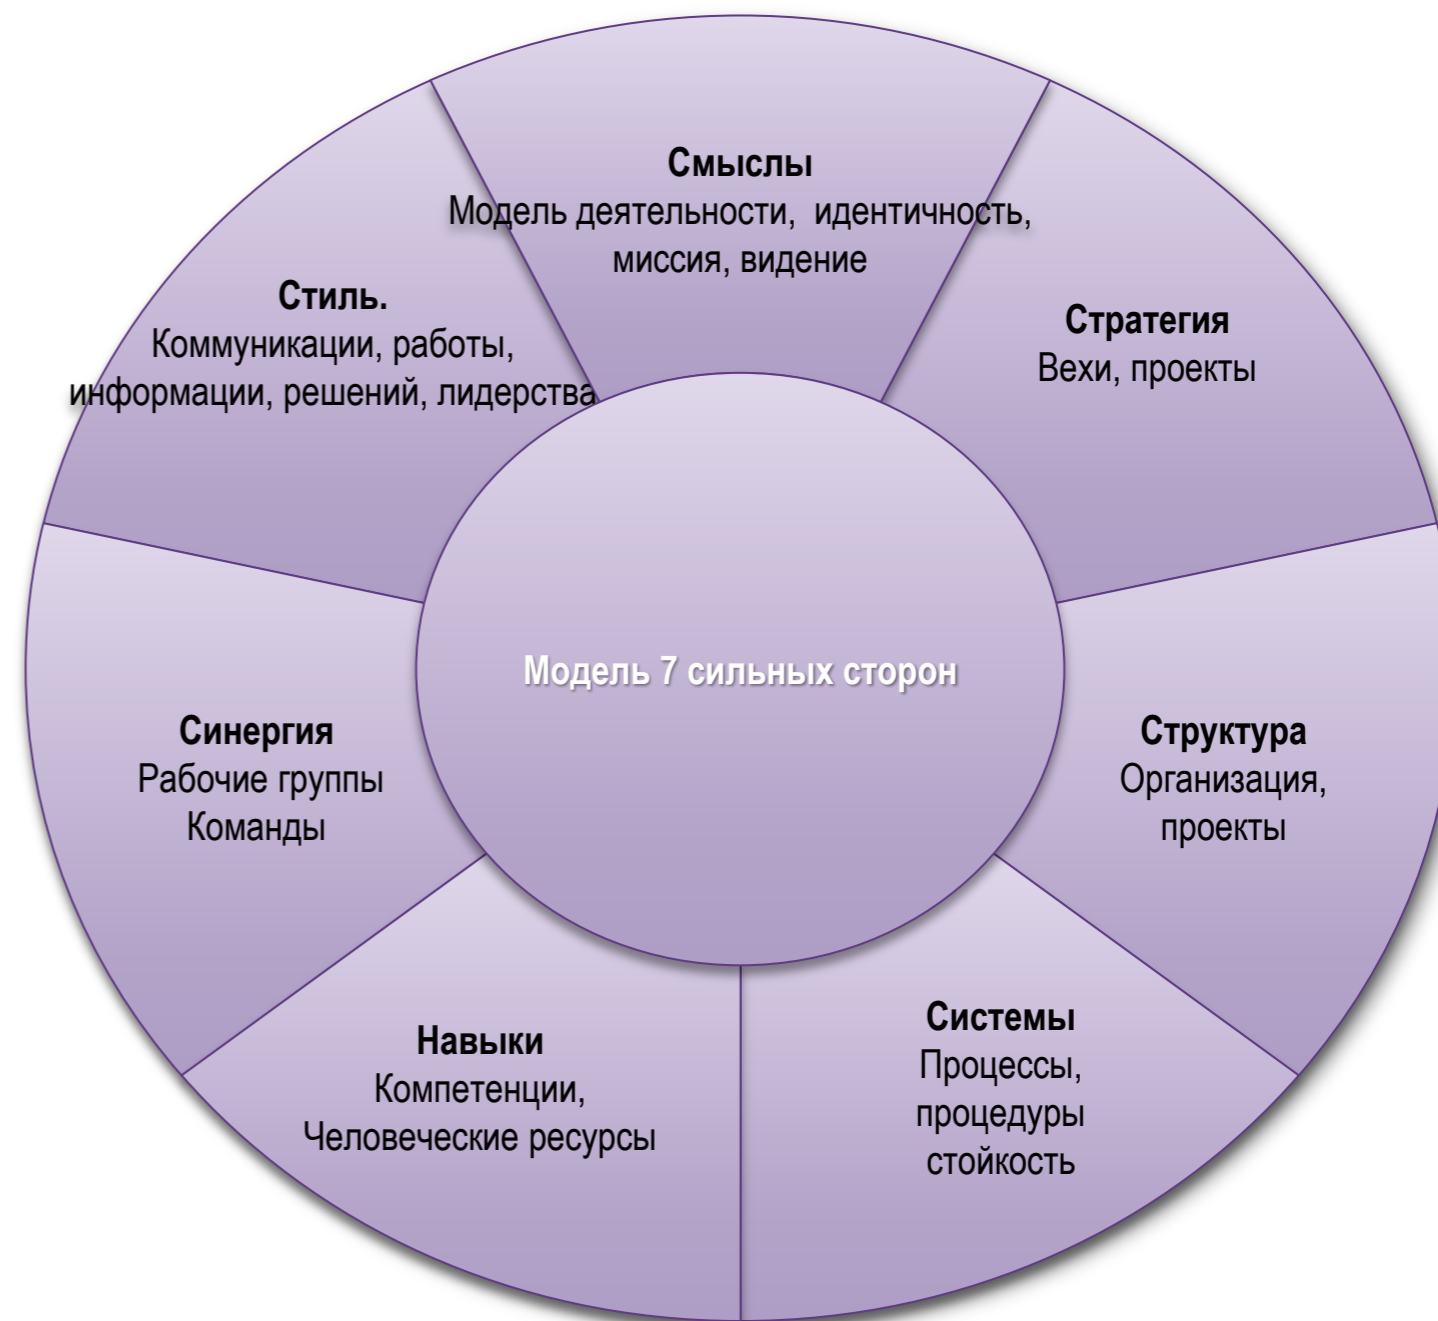 Смыслы
Модель деятельности,  идентичность,
миссия, видение
Стратегия
Вехи, проекты
Структура
Организация,
проекты
Системы
Процессы,
процедуры
стойкость
Навыки
Компетенции,
Человеческие ресурсы
Синергия
Рабочие группы
Команды
Стиль.
Коммуникации, работы,
информации, решений, лидерства
Модель 7 сильных сторон